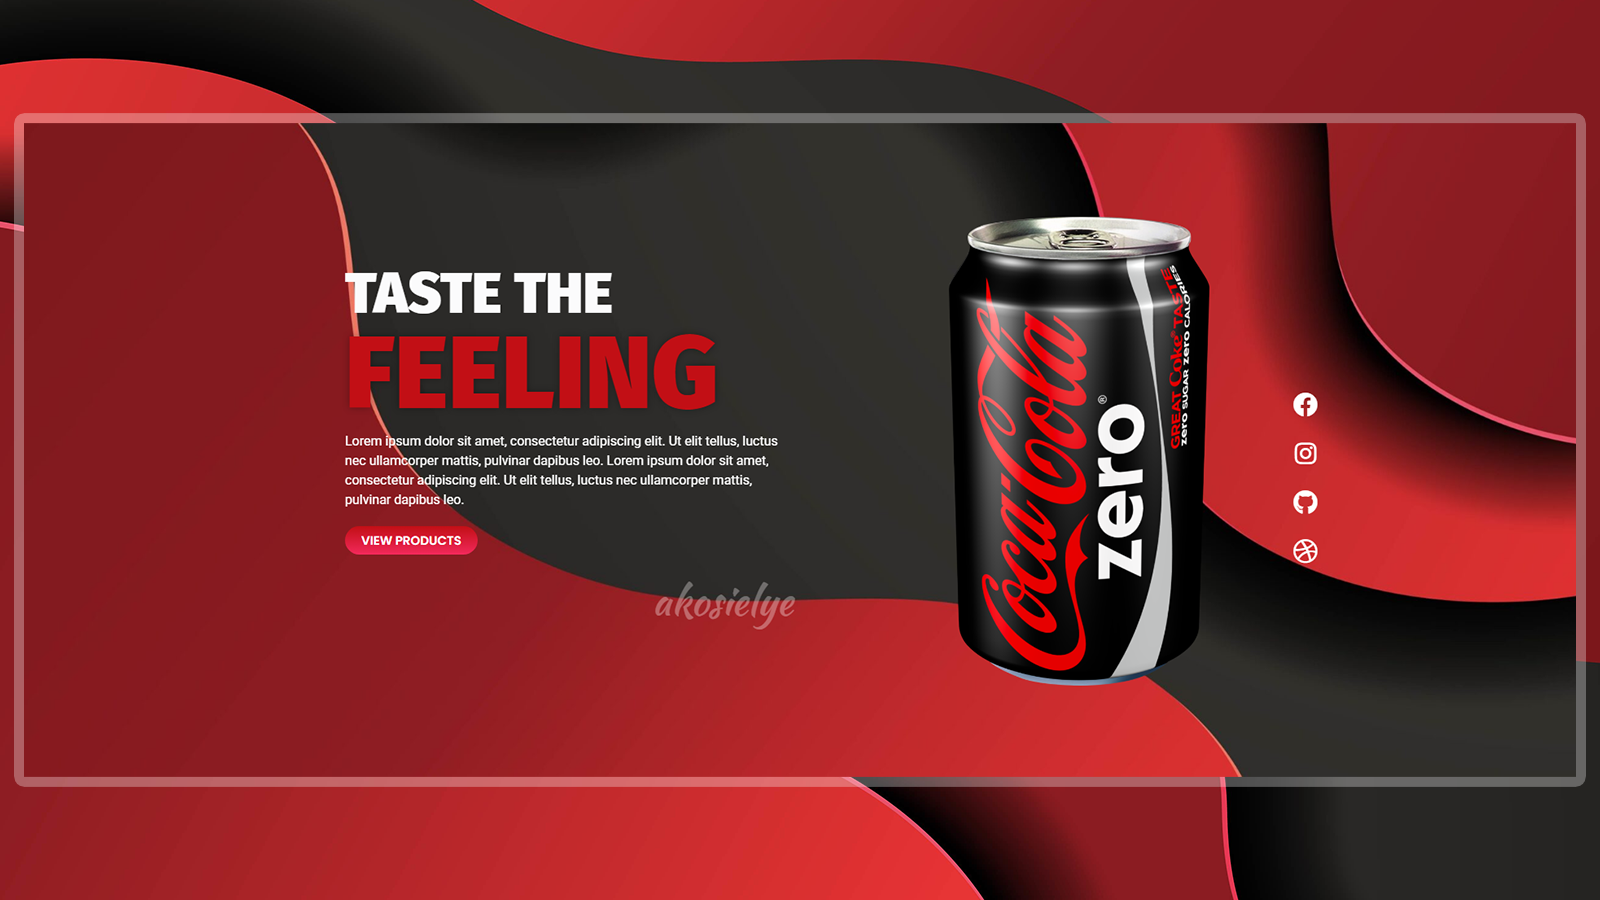 TASTE THE
FEELING
Lorem ipsum dolor sit amet, consectetur adipiscing elit. Ut elit tellus, luctus
nec ullamcorper mattis, pulvinar dapibus leo. Lorem ipsum dolor sit amet,
consectetur adipiscing elit. Ut elit tellus, luctus nec ullamcorper mattis,
pulvinar dapibus leo.
VIEW PRODUCTS
akosielye
Coca-Cola
zero®
GREAT Coke® TASTE
zero SUGAR zero CALORIES